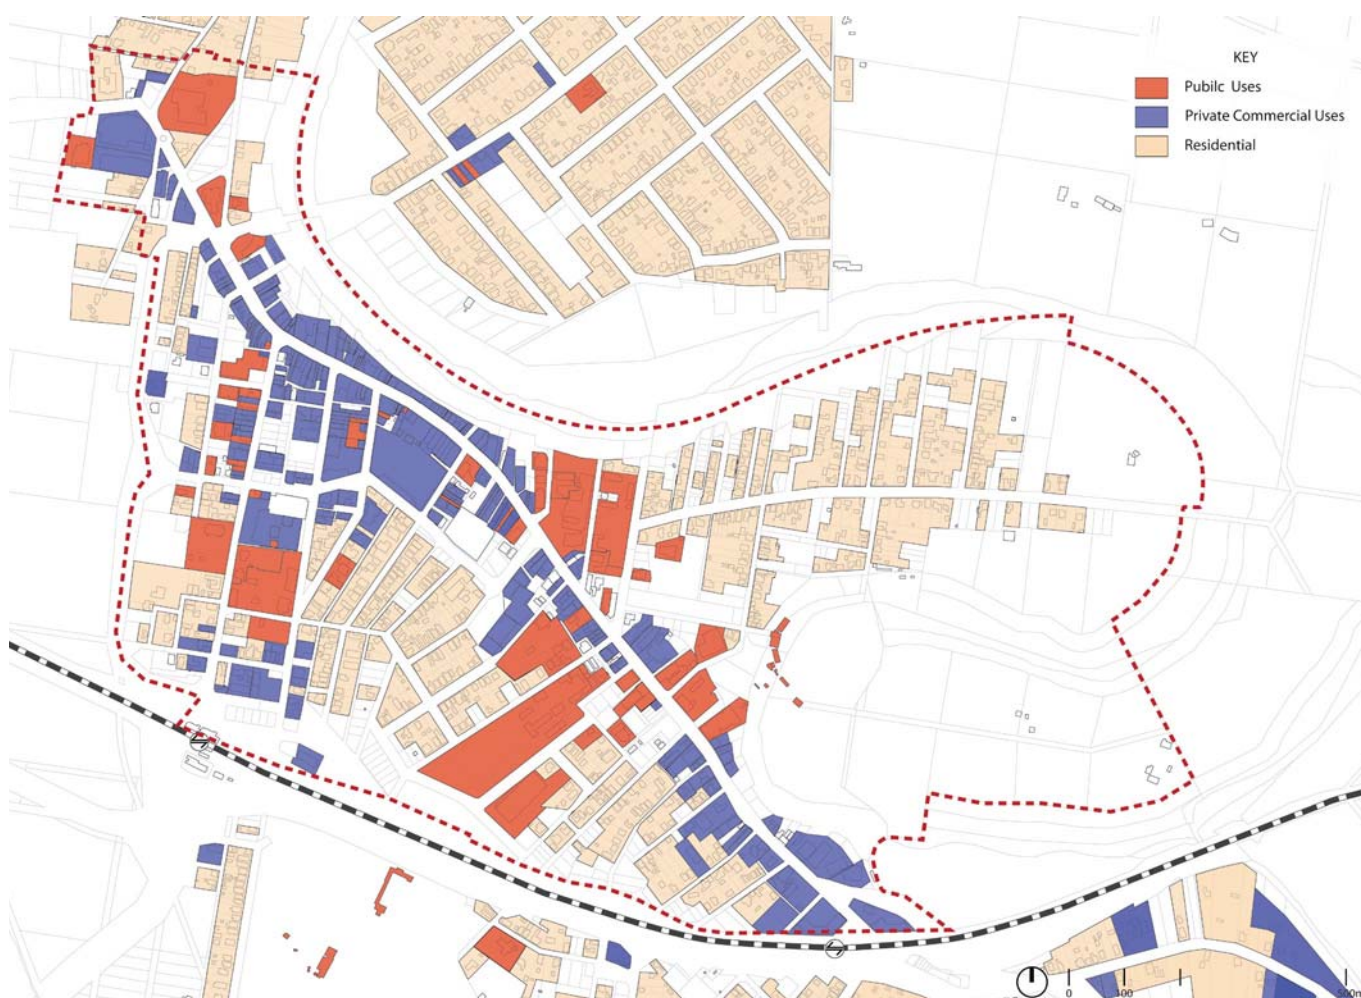 KEY
Pubilc Uses
Private Commercial Uses
Residential
0
100
500m